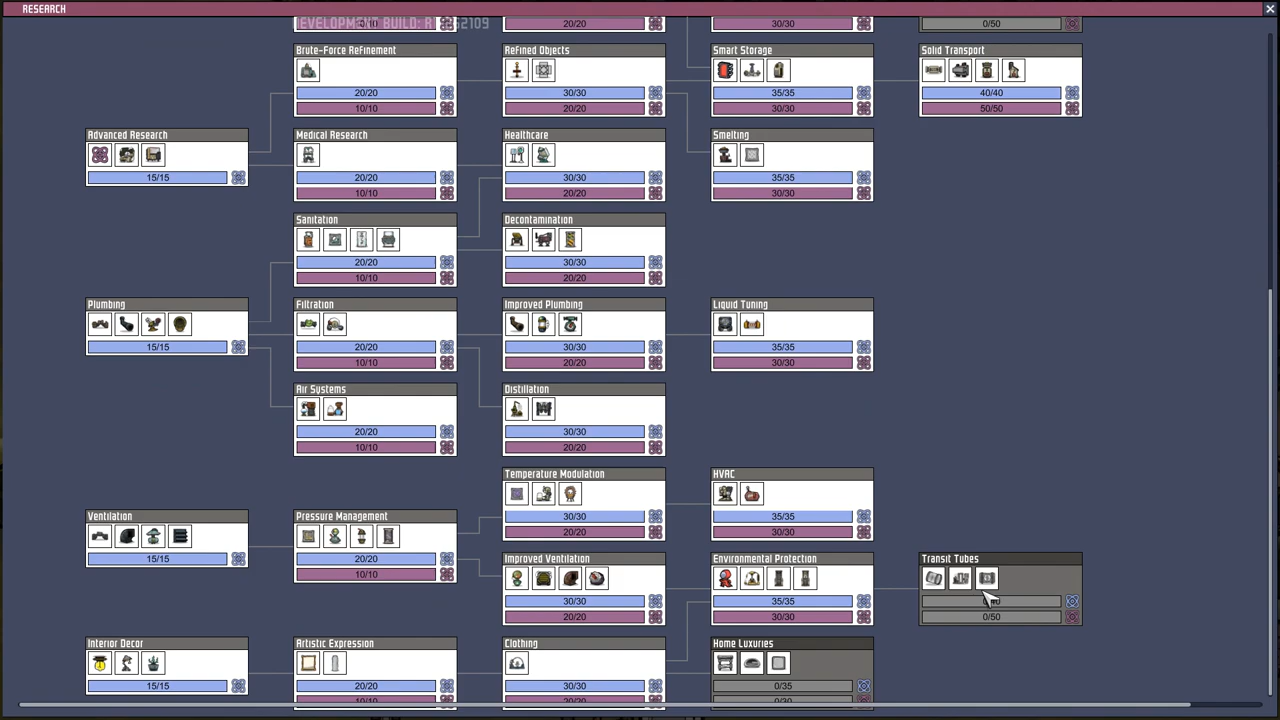 RESEARCH
20/20
30/30
0/50
Brute-Force Refinement
Refined Objects
Smart Storage
Solid Transport
20/20
30/30
35/35
40/40
10/10
20/20
30/30
50/50
Advanced Research
Medical Research
Healthcare
Smelting
15/15
20/20
30/30
35/35
10/10
20/20
30/30
Sanitation
Decontamination
20/20
30/30
10/10
20/20
Plumbing
Filtration
Improved Plumbing
Liquid Tuning
15/15
20/20
30/30
35/35
10/10
20/20
30/30
Air Systems
Distillation
20/20
30/30
10/10
20/20
Temperature Modulation
HVAC
30/30
35/35
20/20
30/30
Ventilation
Pressure Management
15/15
20/20
10/10
Improved Ventilation
Environmental Protection
Transit Tubes
30/30
35/35
20/20
30/30
0/50
Interior Decor
Artistic Expression
Clothing
Home Luxuries
15/15
20/20
30/30
0/35